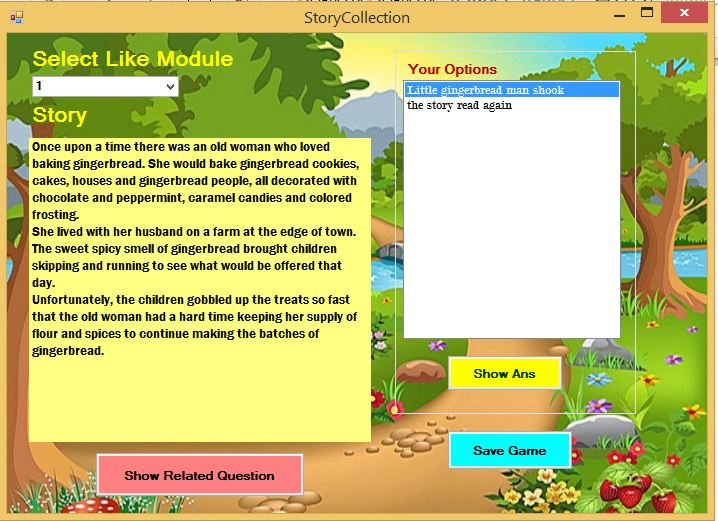 StoryCollection
Select Like Module
1
Story
Once upon a time there was an old woman who loved
baking gingerbread. She would bake gingerbread cookies,
cakes, houses and gingerbread people, all decorated with
chocolate and peppermint, caramel candies and colored
frosting.
She lived with her husband on a farm at the edge of town.
The sweet spicy smell of gingerbread brought children
skipping and running to see what would be offered that
day.
Unfortunately, the children gobbled up the treats so fast
that the old woman had a hard time keeping her supply of
flour and spices to continue making the batches of
gingerbread.
Show Related Question
Your Options
Little gingerbread man shook
the story read again
Show Ans
Save Game